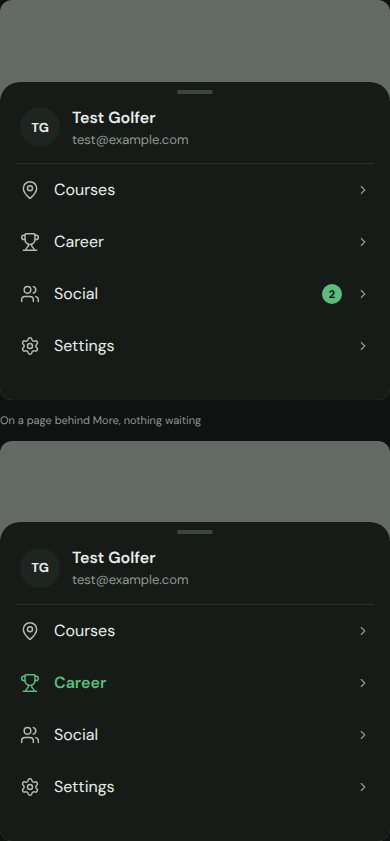 TG
Test Golfer
test@example.com
Courses
Career
Social 2
Settings
On a page behind More, nothing waiting
TG
Test Golfer
test@example.com
Courses
Career
Social
Settings